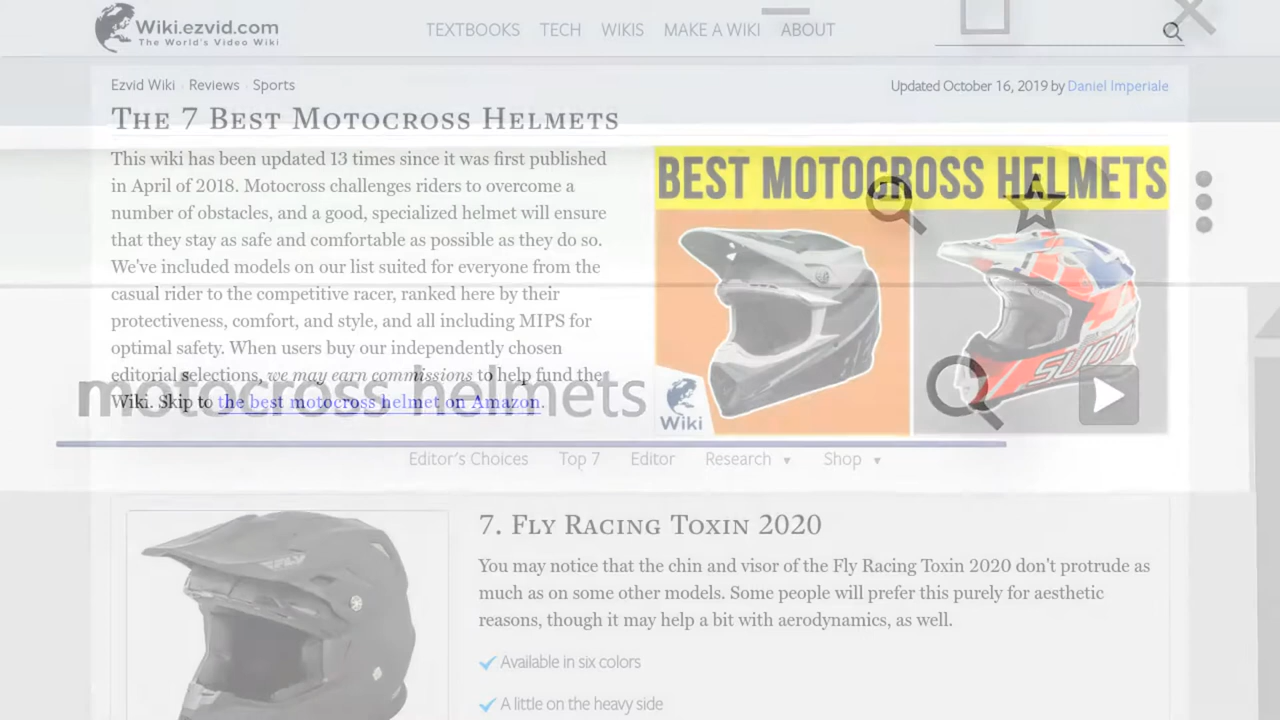 Wiki.ezvid.com
The World's Video Wiki
TEXTBOOKS TECH WIKIS MAKE A WIKI ABOUT
Ezvid Wiki Reviews Sports
Updated October 16, 2019 by Daniel Imperiale
The 7 Best Motocross Helmets
This wiki has been updated 13 times since it was first published
in April of 2018. Motocross challenges riders to overcome a
number of obstacles, and a good, specialized helmet will ensure
that they stay as safe and comfortable as possible as they do so.
We've included models on our list suited for everyone from the
casual rider to the competitive racer, ranked here by their
protectiveness, comfort, and style, and all including MIPS for
optimal safety. When users buy our independently chosen
editorial selections, we may earn commissions to help fund the
Wiki. Skip to the best motocross helmet on Amazon.
motocross helmets
BEST MOTOCROSS HELMETS
SUOMY
Wiki
Editor's Choices Top 7 Editor Research Shop
7. Fly Racing Toxin 2020
You may notice that the chin and visor of the Fly Racing Toxin 2020 don't protrude as
much as on some other models. Some people will prefer this purely for aesthetic
reasons, though it may help a bit with aerodynamics, as well.
Available in six colors
A little on the heavy side
FLY